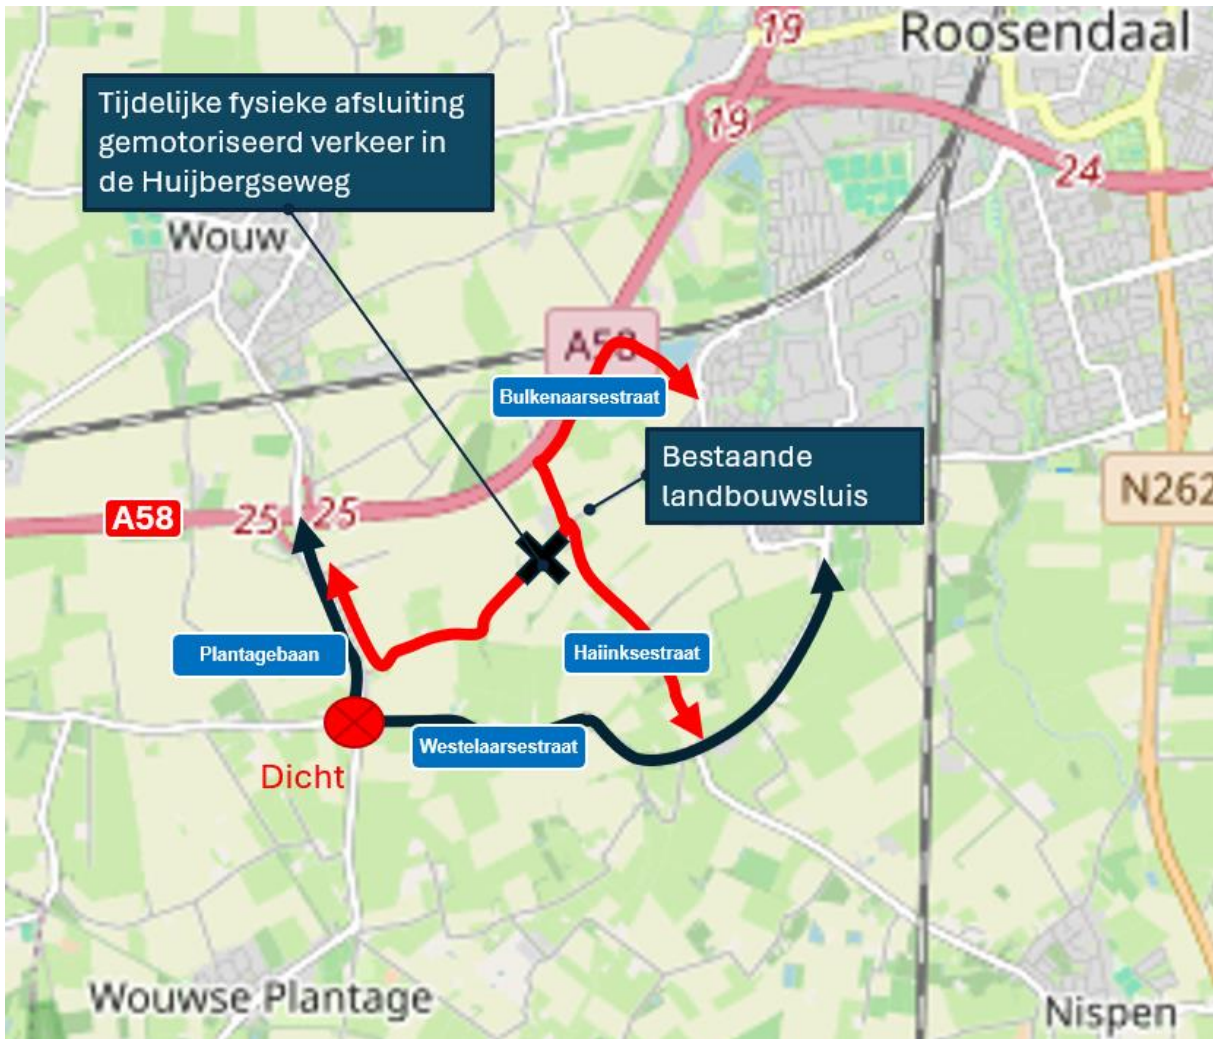 19
Roosendaal
Tijdelijke fysieke afsluiting
gemotoriseerd verkeer in
de Huijbergseweg
19
24
Wouw
A58
Bulkenaarsestraat
Bestaande
landbouwsluis
N262
A58
25
25
Plantagebaan
Haiinksestraat
Westelaarsestraat
Dicht
Wouwse Plantage
Nispen